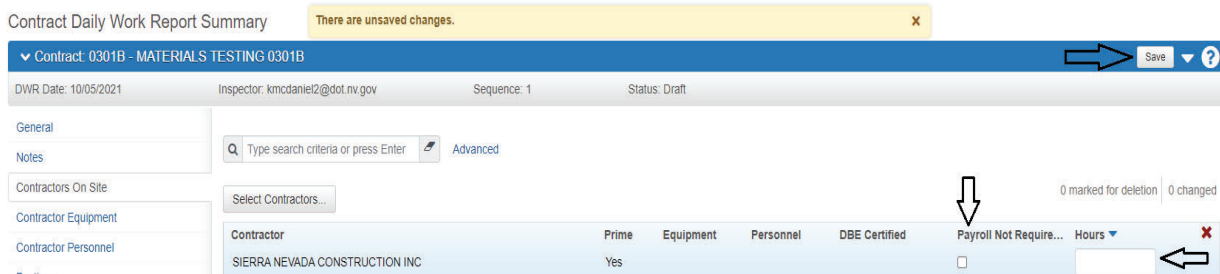 Contract Daily Work Report Summary
There are unsaved changes.
Contract: 0301B - MATERIALS TESTING 0301B
Save
DWR Date: 10/05/2021 Inspector: kmcdaniel2@dot.nv.gov Sequence: 1 Status: Draft
General
Notes
Contractors On Site
Contractor Equipment
Contractor Personnel
Type search criteria or press Enter Advanced
Select Contractors...
0 marked for deletion 0 changed
Contractor Prime Equipment Personnel DBE Certified Payroll Not Require... Hours
SIERRA NEVADA CONSTRUCTION INC Yes